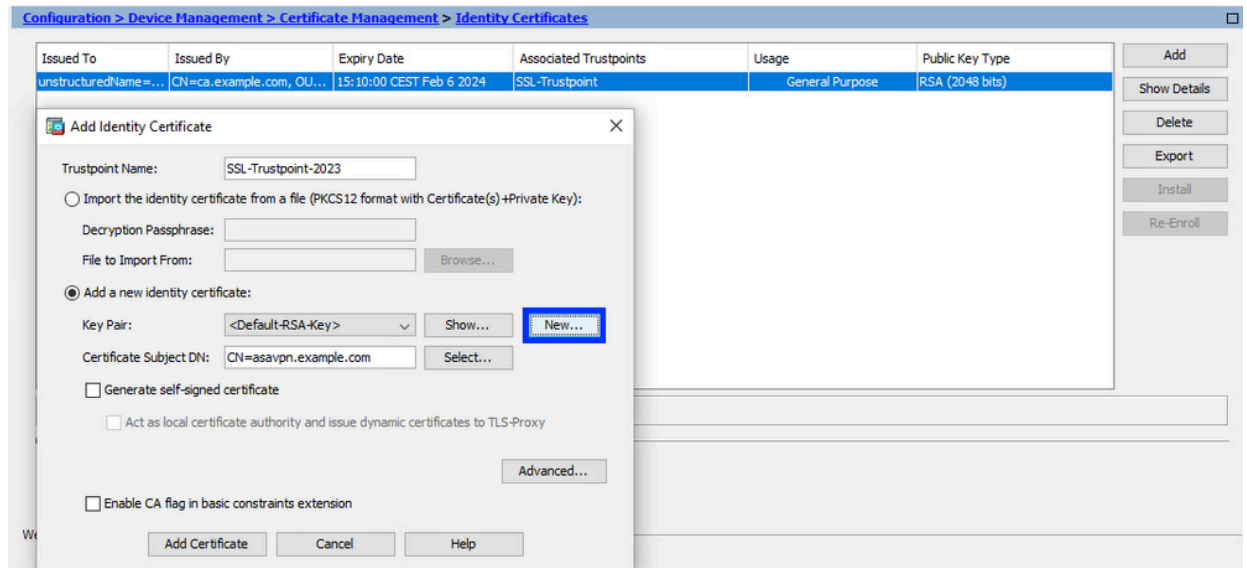 Configuration > Device Management > Certificate Management > Identity Certificates
Issued To Issued By Expiry Date Associated Trustpoints Usage Public Key Type
unstructuredName=... CN=ca.example.com, OU... 15:10:00 CEST Feb 6 2024 SSL-Trustpoint General Purpose RSA (2048 bits)
Add
Show Details
Delete
Export
Install
Re-Enroll
Add Identity Certificate
Trustpoint Name: SSL-Trustpoint-2023
Import the identity certificate from a file (PKCS12 format with Certificate(s)+Private Key):
Decryption Passphrase:
File to Import From: Browse...
Add a new identity certificate:
Key Pair: <Default-RSA-Key> Show... New...
Certificate Subject DN: CN=asavpn.example.com Select...
Generate self-signed certificate
Act as local certificate authority and issue dynamic certificates to TLS-Proxy
Advanced...
Enable CA flag in basic constraints extension
Add Certificate Cancel Help